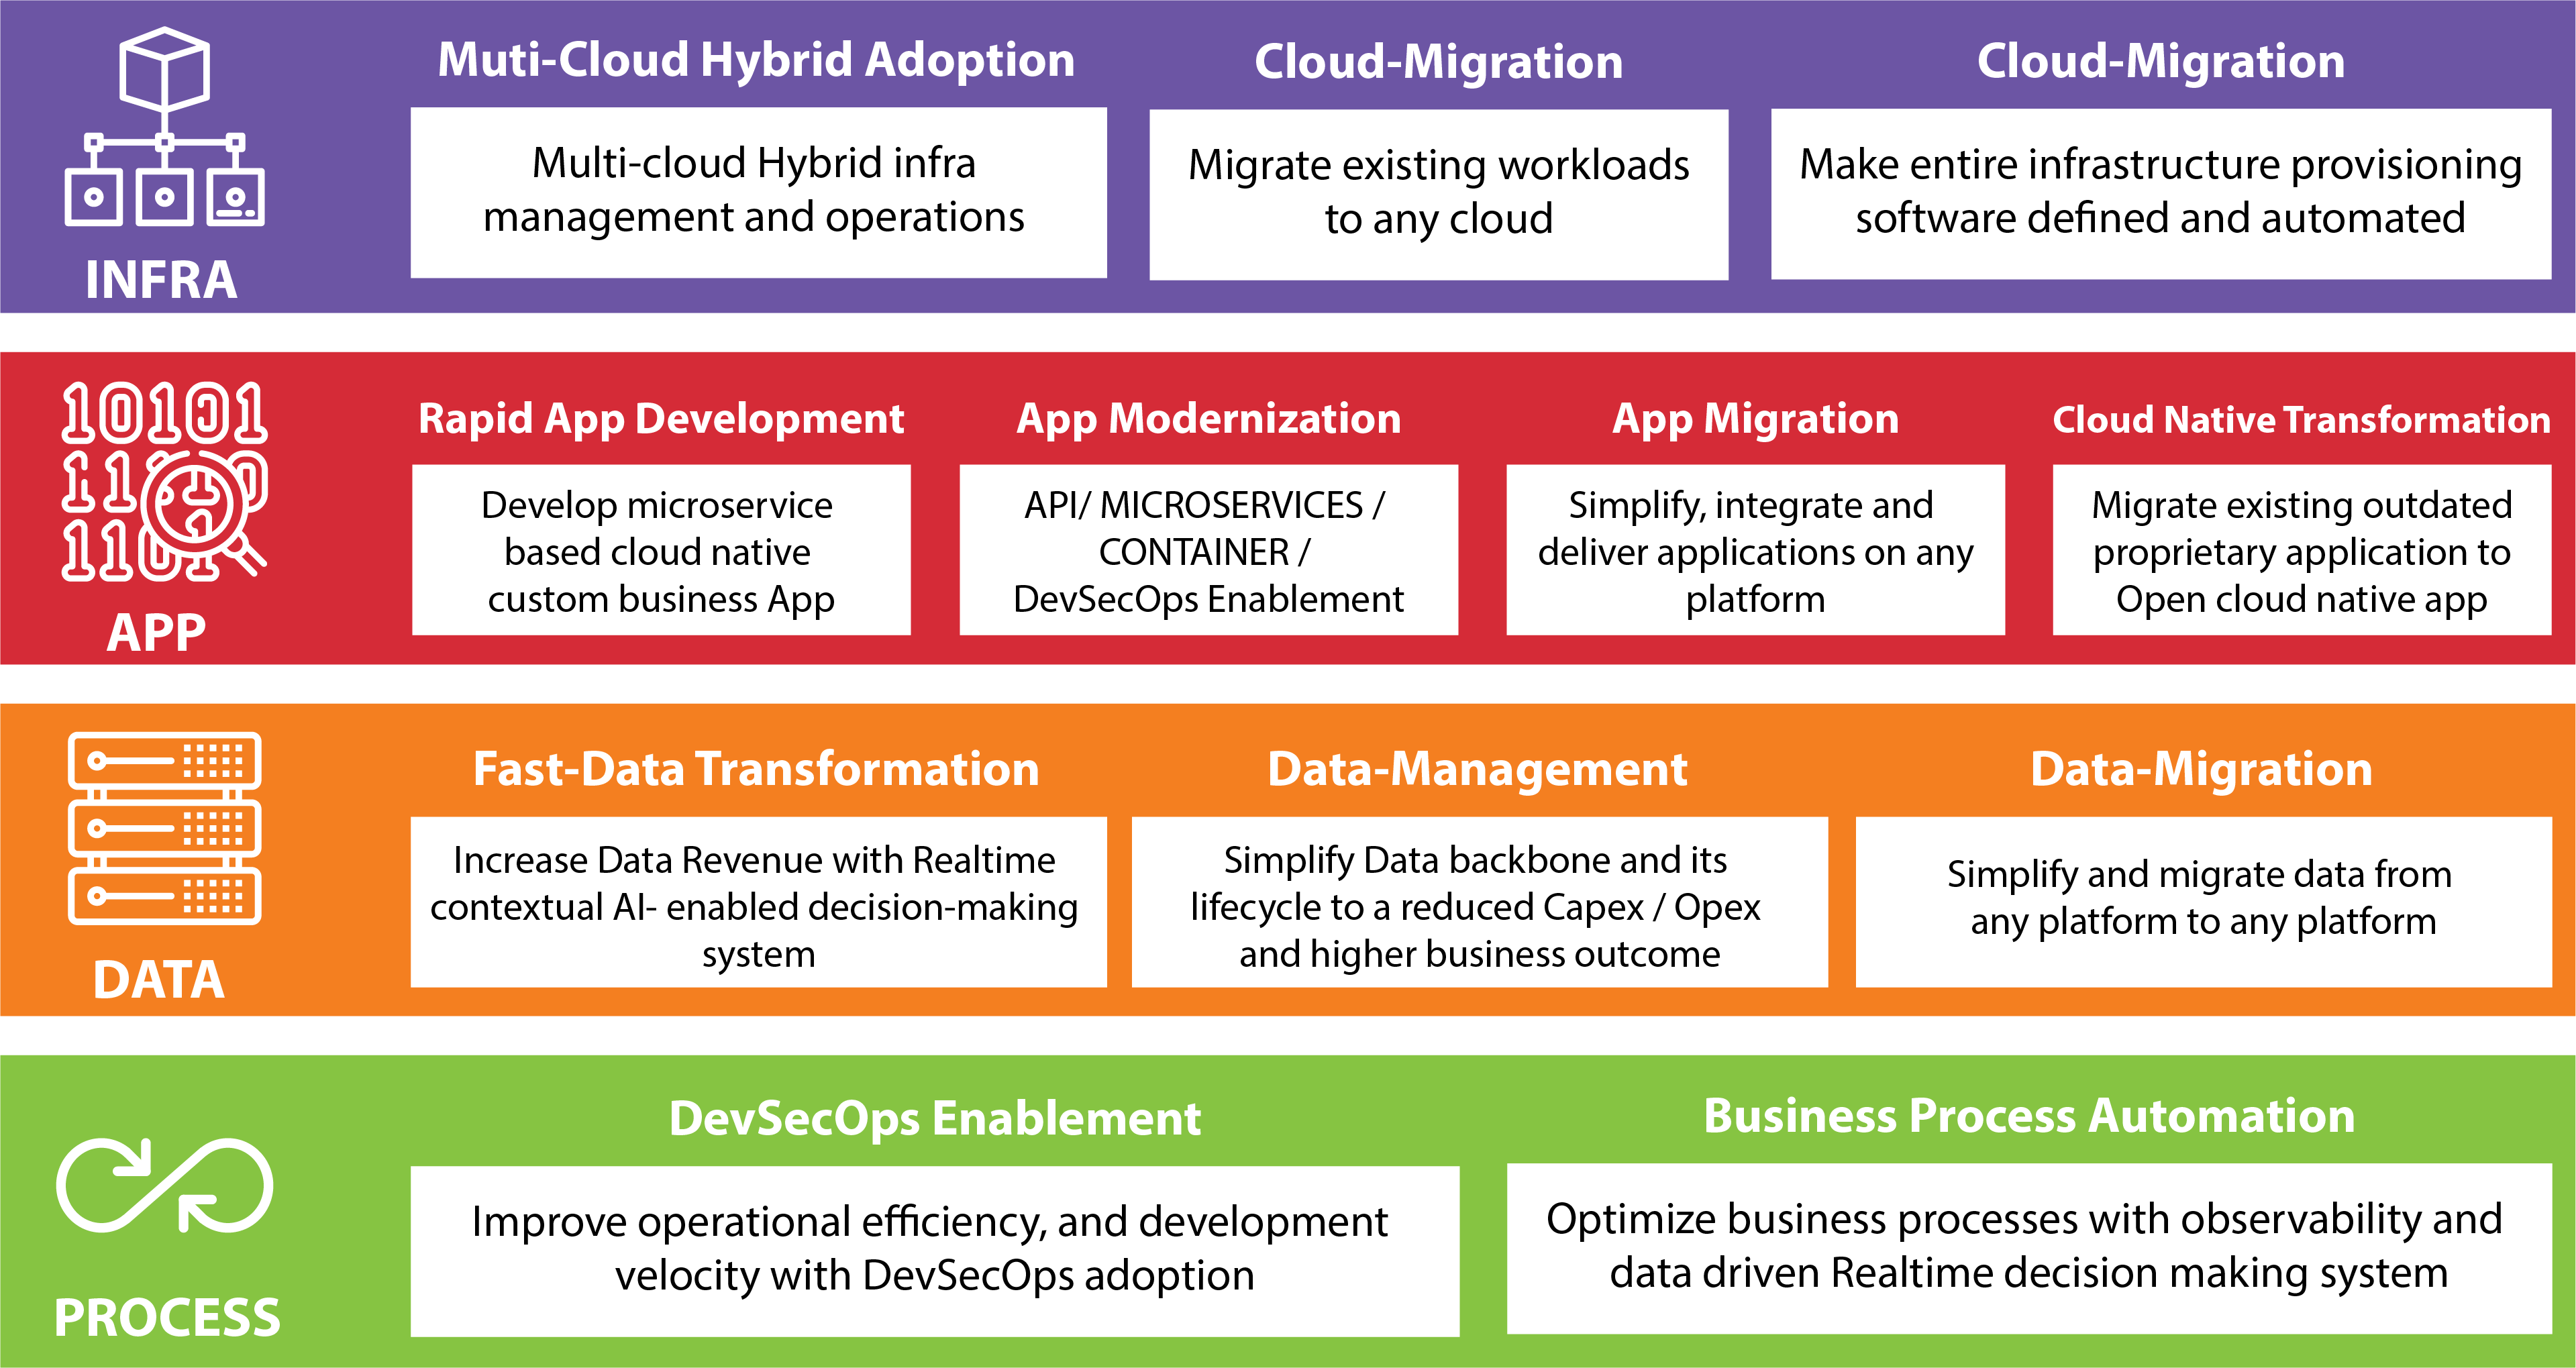 INFRA
Muti-Cloud Hybrid Adoption
Multi-cloud Hybrid infra
management and operations
Cloud-Migration
Migrate existing workloads
to any cloud
Cloud-Migration
Make entire infrastructure provisioning
software defined and automated
10101
APP
Rapid App Development
Develop microservice
based cloud native
custom business App
App Modernization
API/ MICROSERVICES /
CONTAINER /
DevSecOps Enablement
App Migration
Simplify, integrate and
deliver applications on any
platform
Cloud Native Transformation
Migrate existing outdated
proprietary application to
Open cloud native app
DATA
Fast-Data Transformation
Increase Data Revenue with Realtime
contextual AI- enabled decision-making
system
Data-Management
Simplify Data backbone and its
lifecycle to a reduced Capex / Opex
and higher business outcome
Data-Migration
Simplify and migrate data from
any platform to any platform
PROCESS
DevSecOps Enablement
Improve operational efficiency, and development
velocity with DevSecOps adoption
Business Process Automation
Optimize business processes with observability and
data driven Realtime decision making system